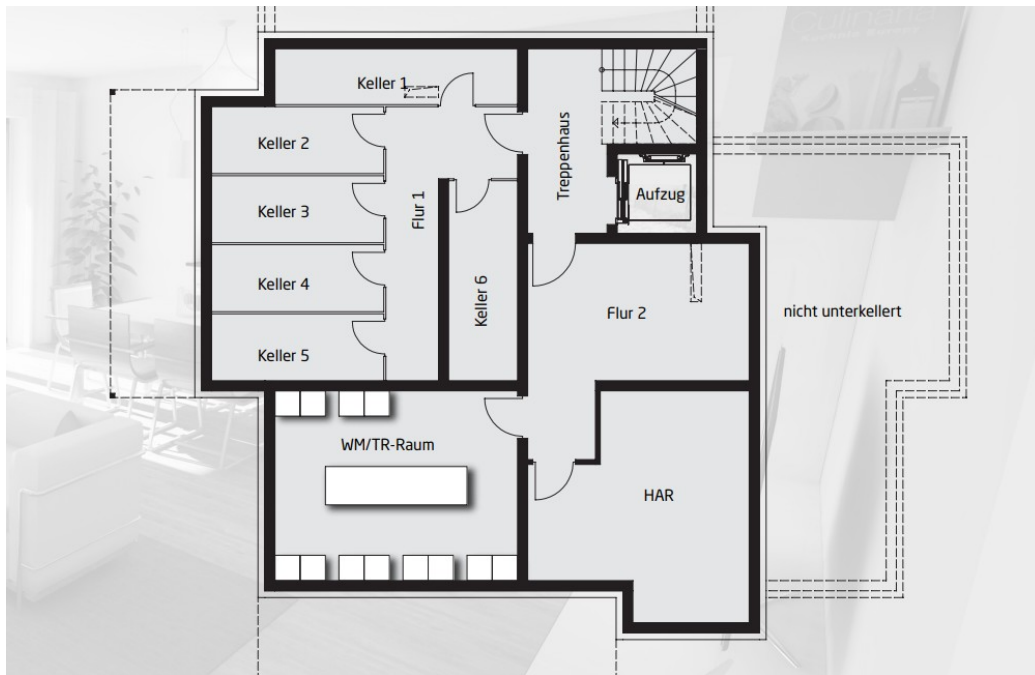 Culinaria
Keller 1
Keller 2
Keller 3
Keller 4
Keller 5
Flur 1
Keller 6
Treppenhaus
Aufzug
Flur 2
nicht unterkellert
WM/TR-Raum
HAR